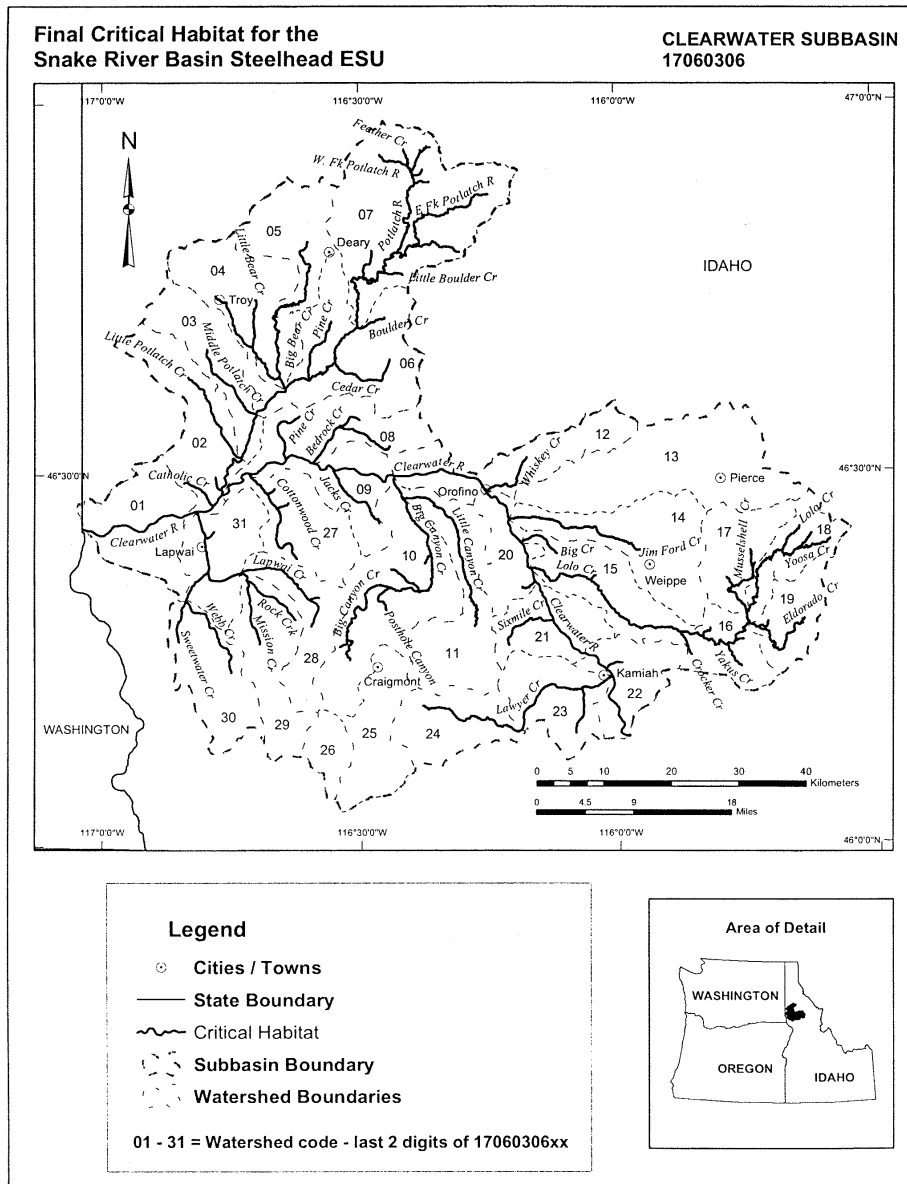 Final Critical Habitat for the
Snake River Basin Steelhead ESU
CLEARWATER SUBBASIN
17060306
117°0'0"W
116°30'0"W
116°0'0"W
47°0'0"N
N
Feather Cr
W. Fk Potlatch R
E Fk Potlatch R
07
Potlatch R
05
Deary
Little Bear Cr
IDAHO
04
Little Boulder Cr
Troy
Big Bear Cr
Pine Cr
Boulder Cr
03
Middle Potlatch Cr
Little Potlatch Cr
06
Cedar Cr
Pine Cr
Bedrock Cr
08
12
02
Whiskey Cr
13
46°30'0"N
Clearwater R
46°30'0"N
Catholic Cr
Orofino
Pierce
01
Jacks Cr
09
Cottonwood Cr
Big Canyon Cr
Little Canyon Cr
Lolo Cr
Clearwater R
31
27
14
17
Musselshell Cr
18
Lapwai
10
20
Big Cr
Jim Ford Cr
Yoosa Cr
Lapwai Cr
Lolo Cr
15
Weippe
19
Big Canyon Cr
Eldorado Cr
Webb Cr
Rock Crk
Mission Cr
Posthole Canyon
Sixmile Cr
Clearwater R
16
Sweetwater Cr
28
11
21
Yakus Cr
Craigmont
Kamiah
Crocker Cr
Lawyer Cr
22
30
29
25
24
23
WASHINGTON
26
0 5 10 20 30 40
Kilometers
0 4.5 9 18
Miles
117°0'0"W
116°30'0"W
116°0'0"W
46°0'0"N
Legend
Cities / Towns
State Boundary
Critical Habitat
Subbasin Boundary
Watershed Boundaries
01 - 31 = Watershed code - last 2 digits of 17060306xx
Area of Detail
WASHINGTON
OREGON
IDAHO